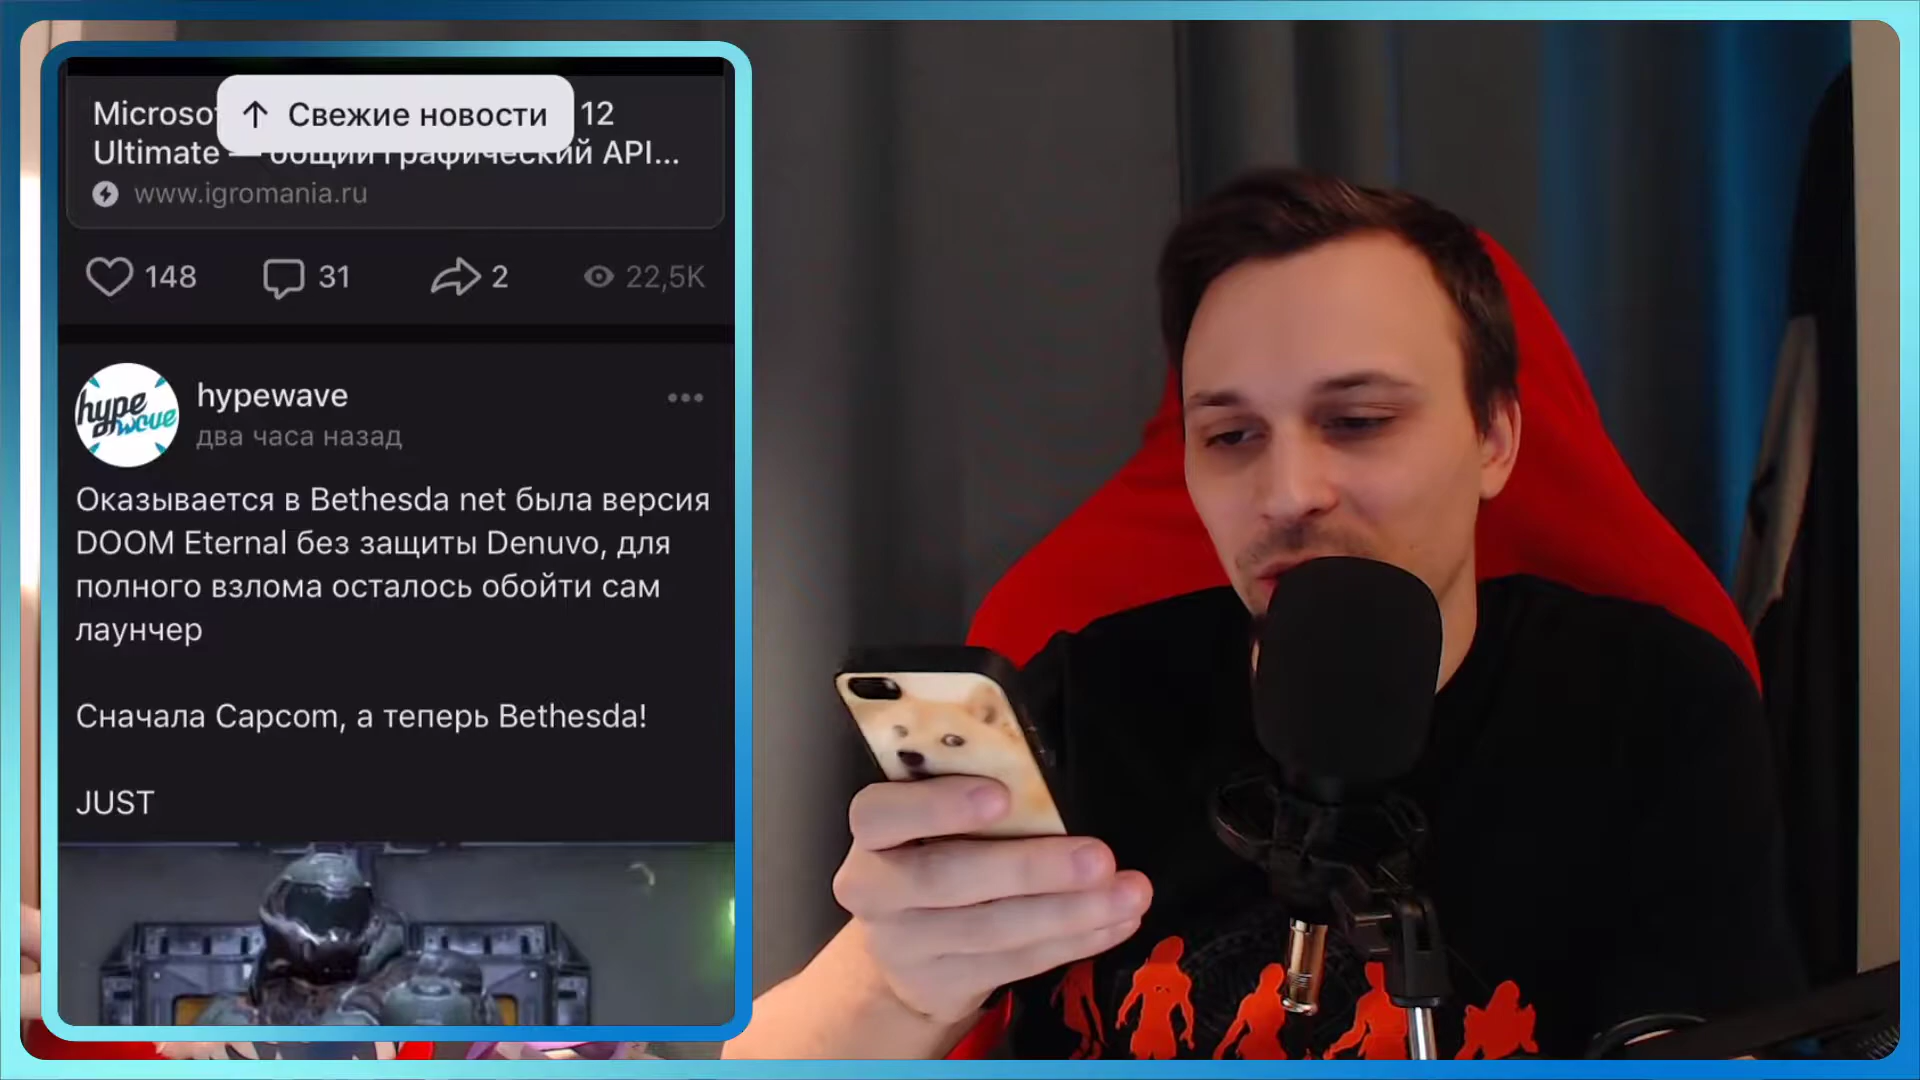 Microso
12
Свежие новости
Ultimate — общий графический API...
www.igromania.ru
148
31
2
22,5K
hype wave
hypewave
два часа назад
Оказывается в Bethesda net была версия
DOOM Eternal без защиты Denuvo, для
полного взлома осталось обойти сам
лаунчер
Сначала Capcom, а теперь Bethesda!
JUST